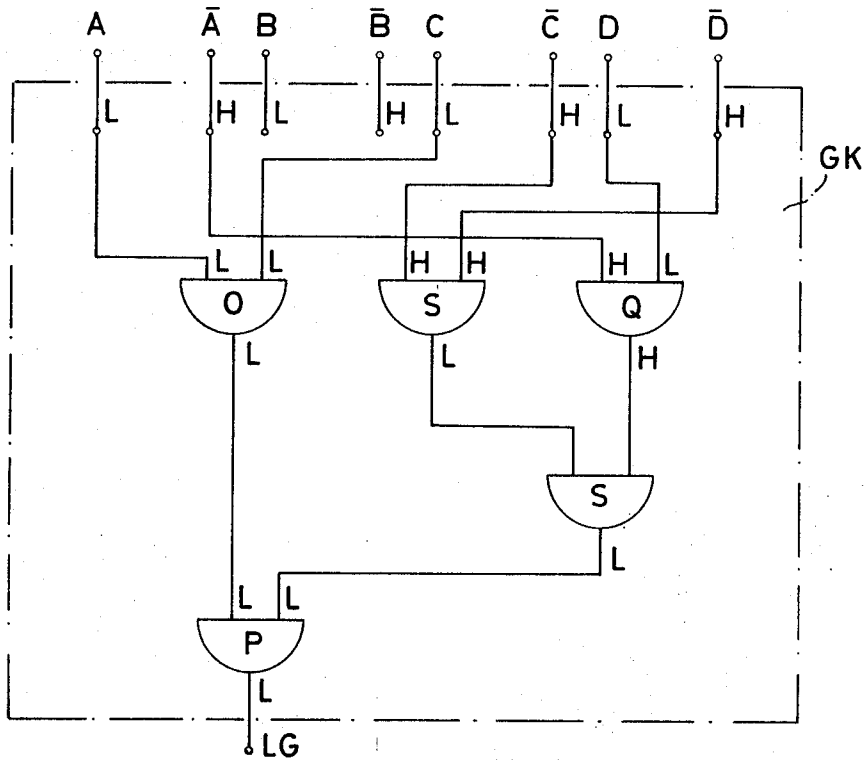 A Ā B B̄ C C̄ D D̄
L H L H L H L H
GK
L L H H H L
O S Q
L L H
S
L
L L
P
L
LG